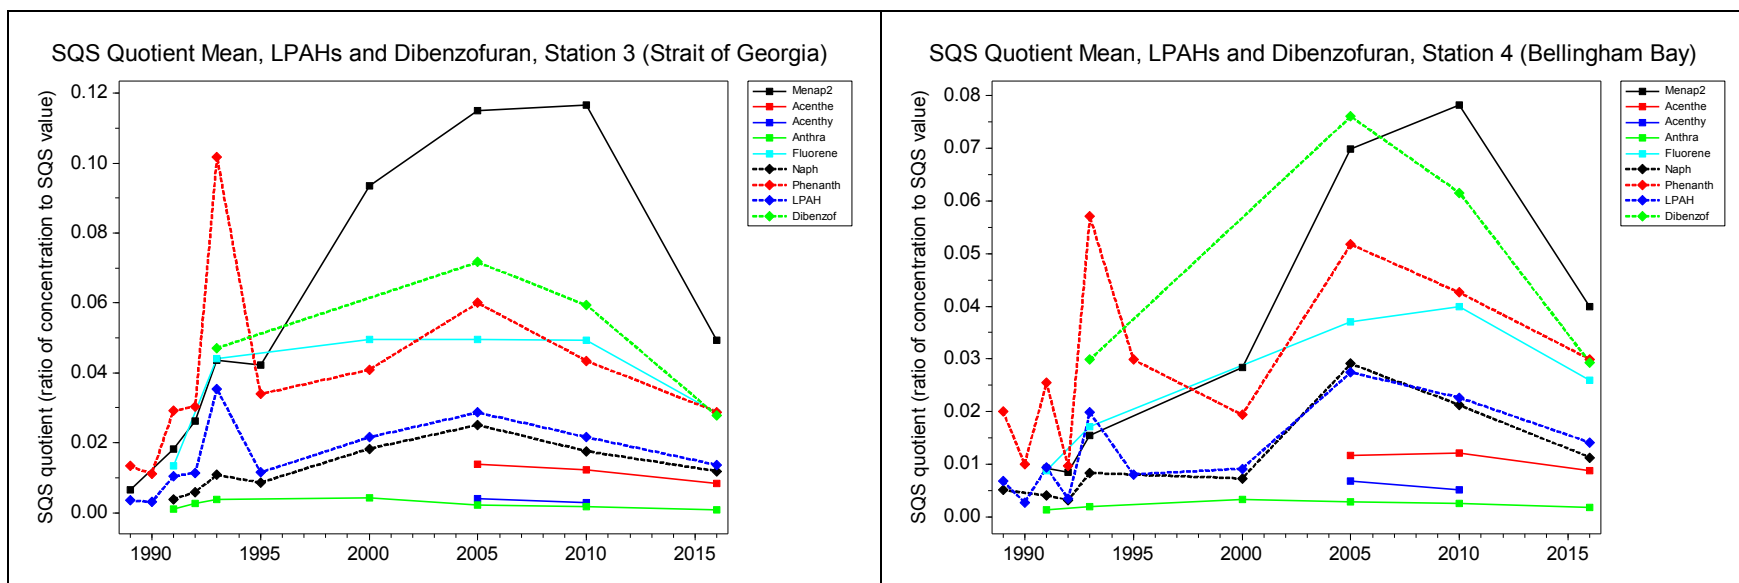 SQS Quotient Mean, LPAHs and Dibenzofuran, Station 3 (Strait of Georgia)
SQS quotient (ratio of concentration to SQS value)
0.12
0.10
0.08
0.06
0.04
0.02
0.00
1990 1995 2000 2005 2010 2015
Menap2
Acenthe
Acenthy
Anthra
Fluorene
Naph
Phenanth
LPAH
Dibenzof
SQS Quotient Mean, LPAHs and Dibenzofuran, Station 4 (Bellingham Bay)
SQS quotient (ratio of concentration to SQS value)
0.08
0.07
0.06
0.05
0.04
0.03
0.02
0.01
0.00
1990 1995 2000 2005 2010 2015
Menap2
Acenthe
Acenthy
Anthra
Fluorene
Naph
Phenanth
LPAH
Dibenzof